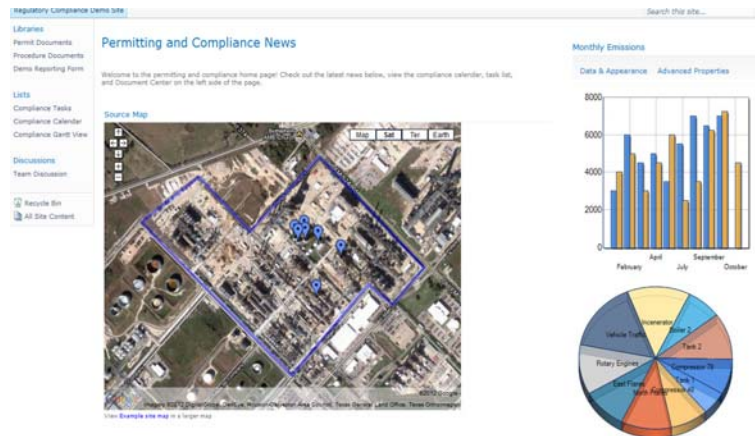 Regulatory Compliance Demo Site
Search this site...
Libraries
Permit Documents
Procedure Documents
Demo Reporting Form
Lists
Compliance Tasks
Compliance Calendar
Compliance Gantt View
Discussions
Team Discussion
Recycle Bin
All Site Content
Permitting and Compliance News
Welcome to the permitting and compliance home page! Check out the latest news below, view the compliance calendar, task list,
and Document Center on the left side of the page.
Source Map
Map Sat Ter Earth
View Example site map in a larger map
Monthly Emissions
Data & Appearance Advanced Properties
8000
6000
4000
2000
0
April September
February July October
Incenerator
Boiler 2
Vehicle Traffic
Tank 2
Rotary Engines
Compressor 78
East Flares
Tank 1